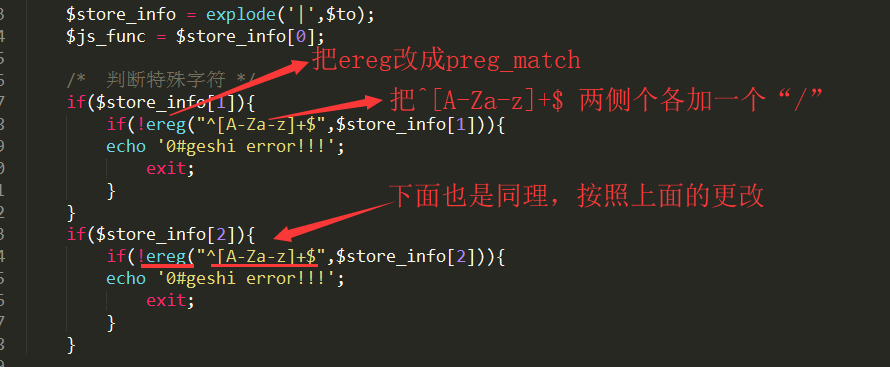 3 $store_info = explode('|',$to);
4 $js_func = $store_info[0];
5
把ereg改成preg_match
6 /* 判断特殊字符 */
7 if($store_info[1]){
把^[A-Za-z]+$ 两侧个各加一个“/”
8 if(!ereg("^[A-Za-z]+$",$store_info[1])){
9 echo '0#geshi error!!!';
0 exit;
1 }
下面也是同理，按照上面的更改
2 }
3 if($store_info[2]){
4 if(!ereg("^[A-Za-z]+$",$store_info[2])){
5 echo '0#geshi error!!!';
6 exit;
7 }
8 }